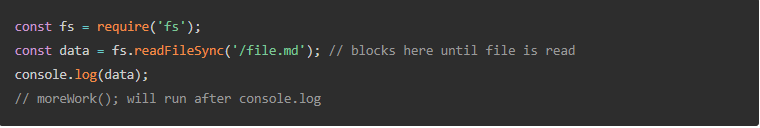 const fs = require('fs');
const data = fs.readFileSync('/file.md'); // blocks here until file is read
console.log(data);
// moreWork(); will run after console.log